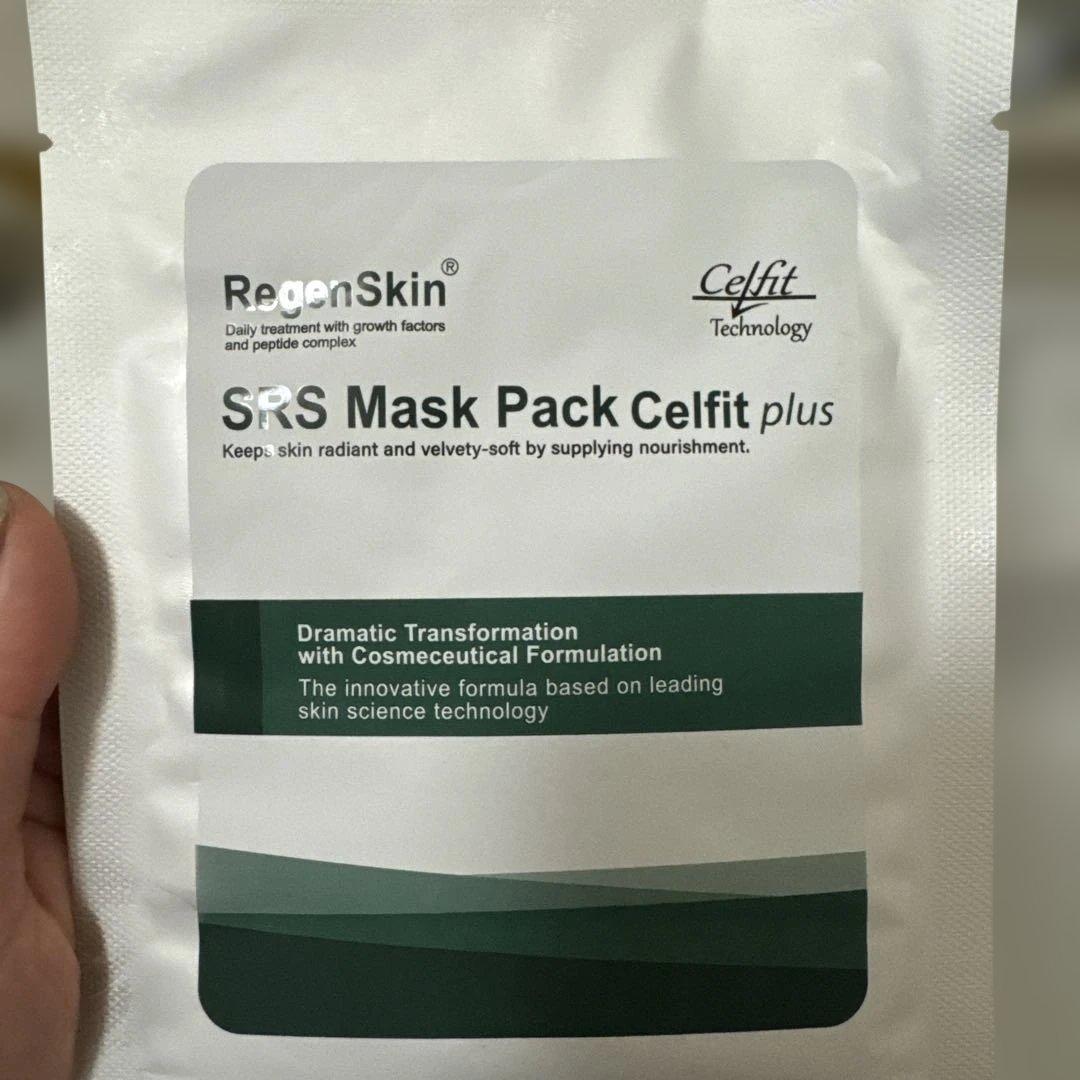 RegenSkin®
Daily treatment with growth factors
and peptide complex
Celfit
Technology
SRS Mask Pack Celfit plus
Keeps skin radiant and velvety-soft by supplying nourishment.
Dramatic Transformation
with Cosmeceutical Formulation
The innovative formula based on leading
skin science technology